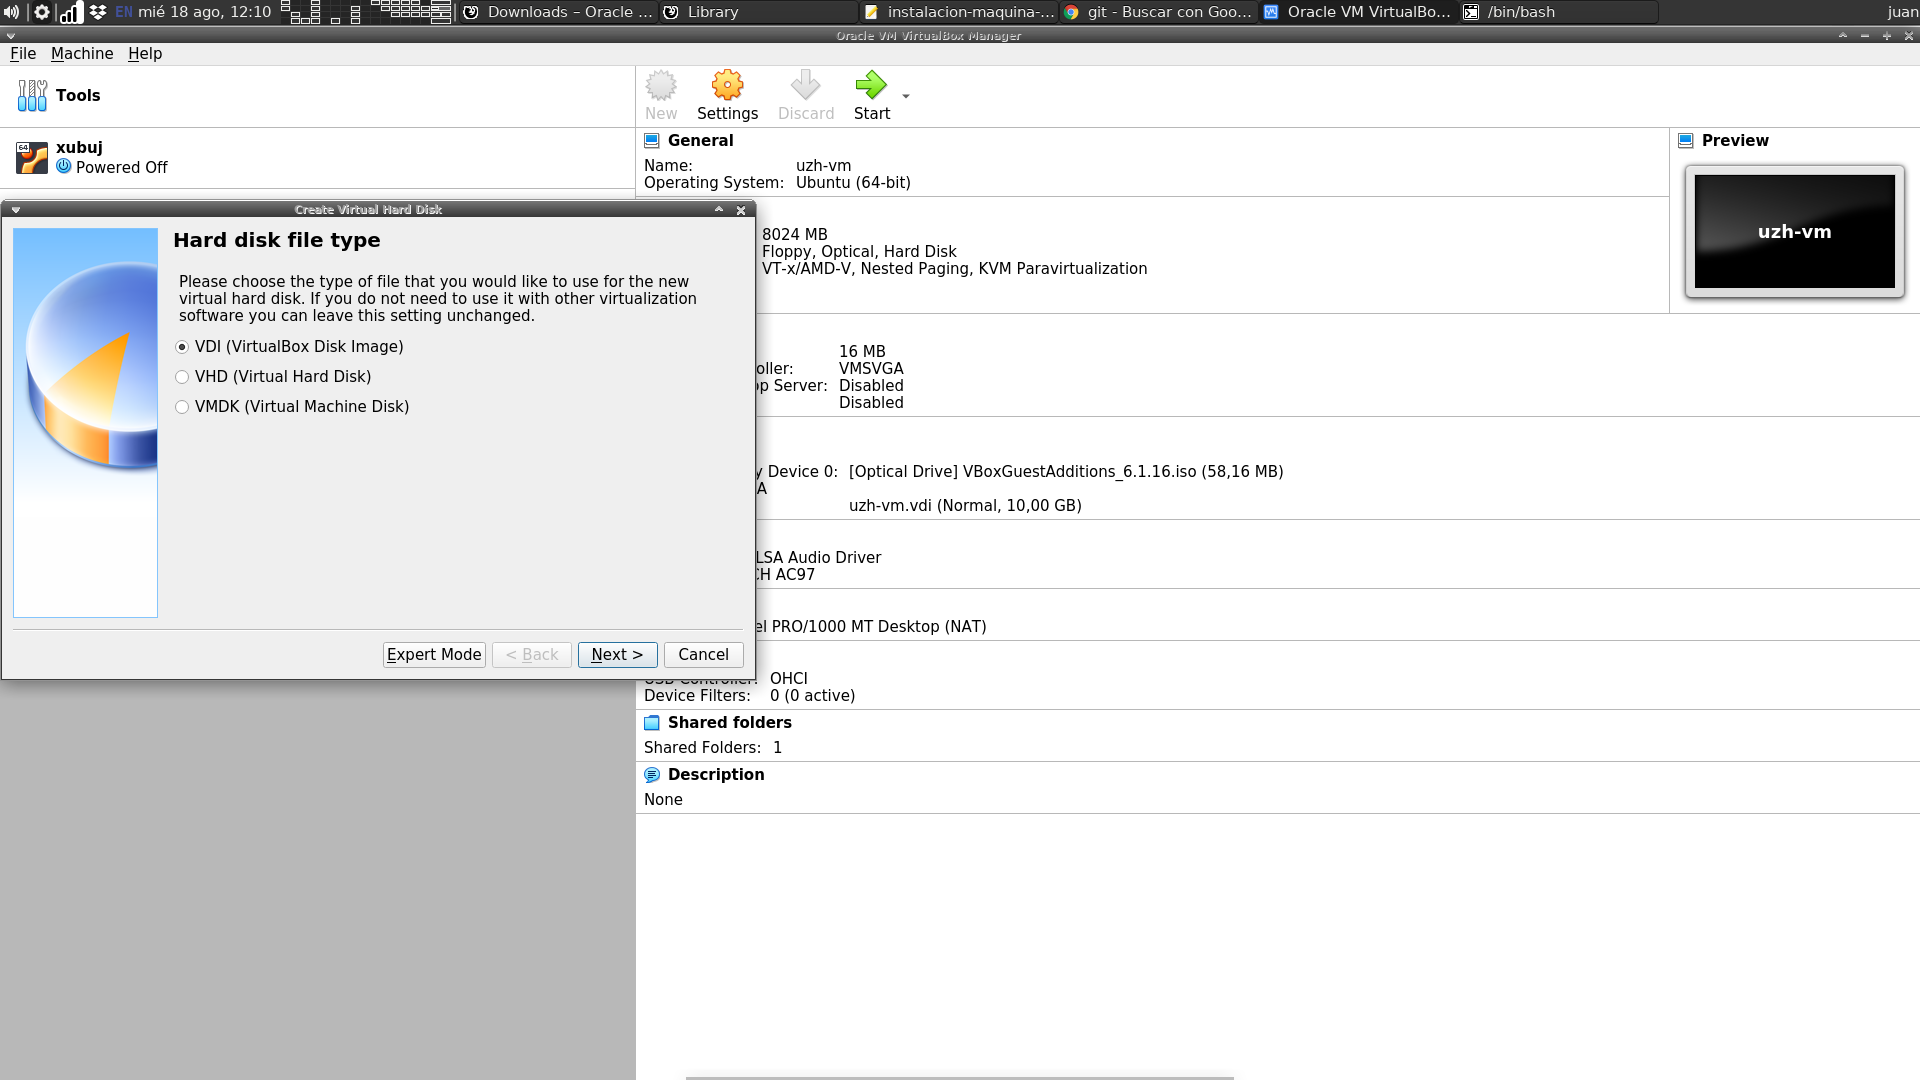 EN mié 18 ago, 12:10
Downloads – Oracle ...
Library
instalacion-maquina-...
git - Buscar con Goo...
Oracle VM VirtualBo...
/bin/bash
juan
Oracle VM VirtualBox Manager
File Machine Help
Tools
New
Settings
Discard
Start
64
xubuj
Powered Off
General
Name: uzh-vm
Operating System: Ubuntu (64-bit)
Preview
uzh-vm
8024 MB
Floppy, Optical, Hard Disk
VT-x/AMD-V, Nested Paging, KVM Paravirtualization
Create Virtual Hard Disk
Hard disk file type
Please choose the type of file that you would like to use for the new
virtual hard disk. If you do not need to use it with other virtualization
software you can leave this setting unchanged.
VDI (VirtualBox Disk Image)
VHD (Virtual Hard Disk)
VMDK (Virtual Machine Disk)
Expert Mode
< Back
Next >
Cancel
16 MB
oller: VMSVGA
p Server: Disabled
Disabled
y Device 0: [Optical Drive] VBoxGuestAdditions_6.1.16.iso (58,16 MB)
A
uzh-vm.vdi (Normal, 10,00 GB)
LSA Audio Driver
CH AC97
el PRO/1000 MT Desktop (NAT)
USB Controller: OHCI
Device Filters: 0 (0 active)
Shared folders
Shared Folders: 1
Description
None